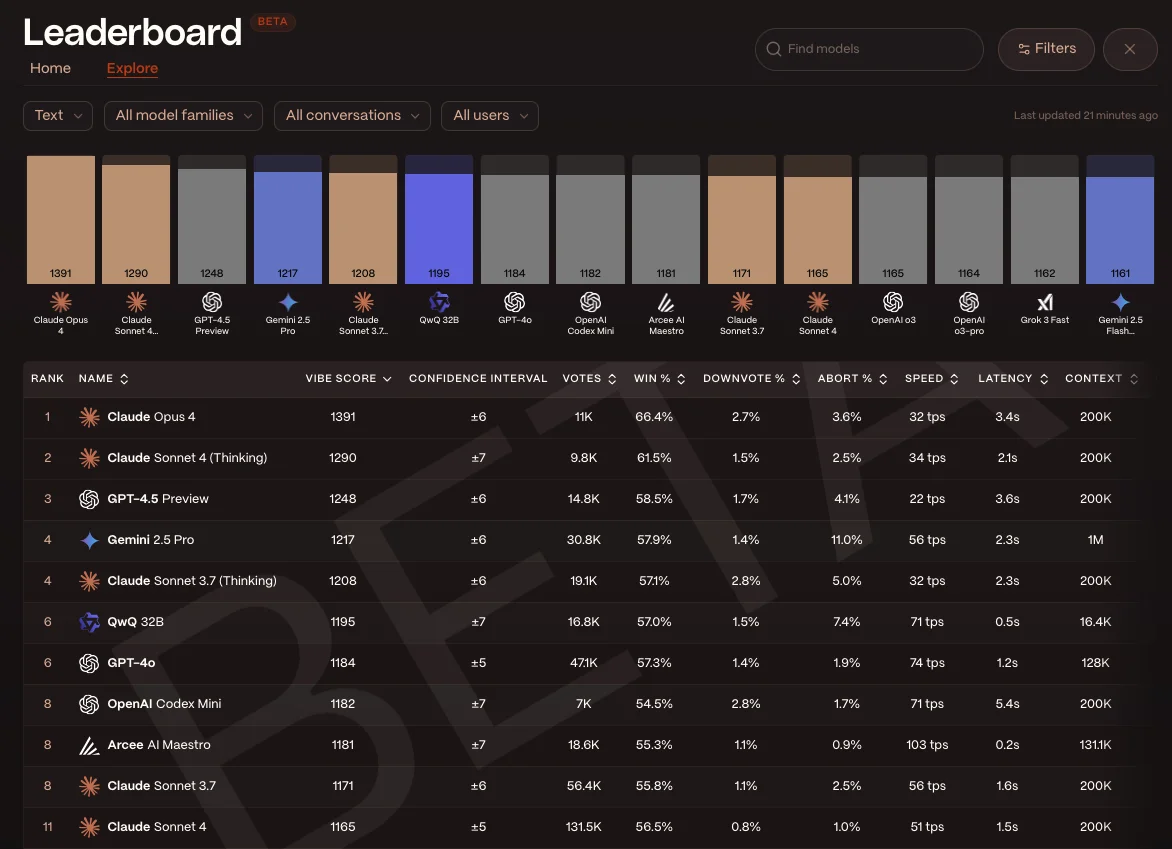 Leaderboard BETA
Home Explore
Find models
Filters
Text All model families All conversations All users
Last updated 21 minutes ago
1391 1290 1248 1217 1208 1195 1184 1182 1181 1171 1165 1165 1164 1162 1161
Claude Opus 4
Claude Sonnet 4...
GPT-4.5 Preview
Gemini 2.5 Pro
Claude Sonnet 3.7...
QwQ 32B
GPT-4o
OpenAI Codex Mini
Arcee AI Maestro
Claude Sonnet 3.7
Claude Sonnet 4
OpenAI o3
OpenAI o3-pro
Grok 3 Fast
Gemini 2.5 Flash...
RANK NAME VIBE SCORE CONFIDENCE INTERVAL VOTES WIN % DOWNVOTE % ABORT % SPEED LATENCY CONTEXT
1 Claude Opus 4 1391 ±6 11K 66.4% 2.7% 3.6% 32 tps 3.4s 200K
2 Claude Sonnet 4 (Thinking) 1290 ±7 9.8K 61.5% 1.5% 2.5% 34 tps 2.1s 200K
3 GPT-4.5 Preview 1248 ±6 14.8K 58.5% 1.7% 4.1% 22 tps 3.6s 200K
4 Gemini 2.5 Pro 1217 ±6 30.8K 57.9% 1.4% 11.0% 56 tps 2.3s 1M
4 Claude Sonnet 3.7 (Thinking) 1208 ±6 19.1K 57.1% 2.8% 5.0% 32 tps 2.3s 200K
6 QwQ 32B 1195 ±7 16.8K 57.0% 1.5% 7.4% 71 tps 0.5s 16.4K
6 GPT-4o 1184 ±5 47.1K 57.3% 1.4% 1.9% 74 tps 1.2s 128K
8 OpenAI Codex Mini 1182 ±7 7K 54.5% 2.8% 1.7% 71 tps 5.4s 200K
8 Arcee AI Maestro 1181 ±7 18.6K 55.3% 1.1% 0.9% 103 tps 0.2s 131.1K
8 Claude Sonnet 3.7 1171 ±6 56.4K 55.8% 1.1% 2.5% 56 tps 1.6s 200K
11 Claude Sonnet 4 1165 ±5 131.5K 56.5% 0.8% 1.0% 51 tps 1.5s 200K
BETA